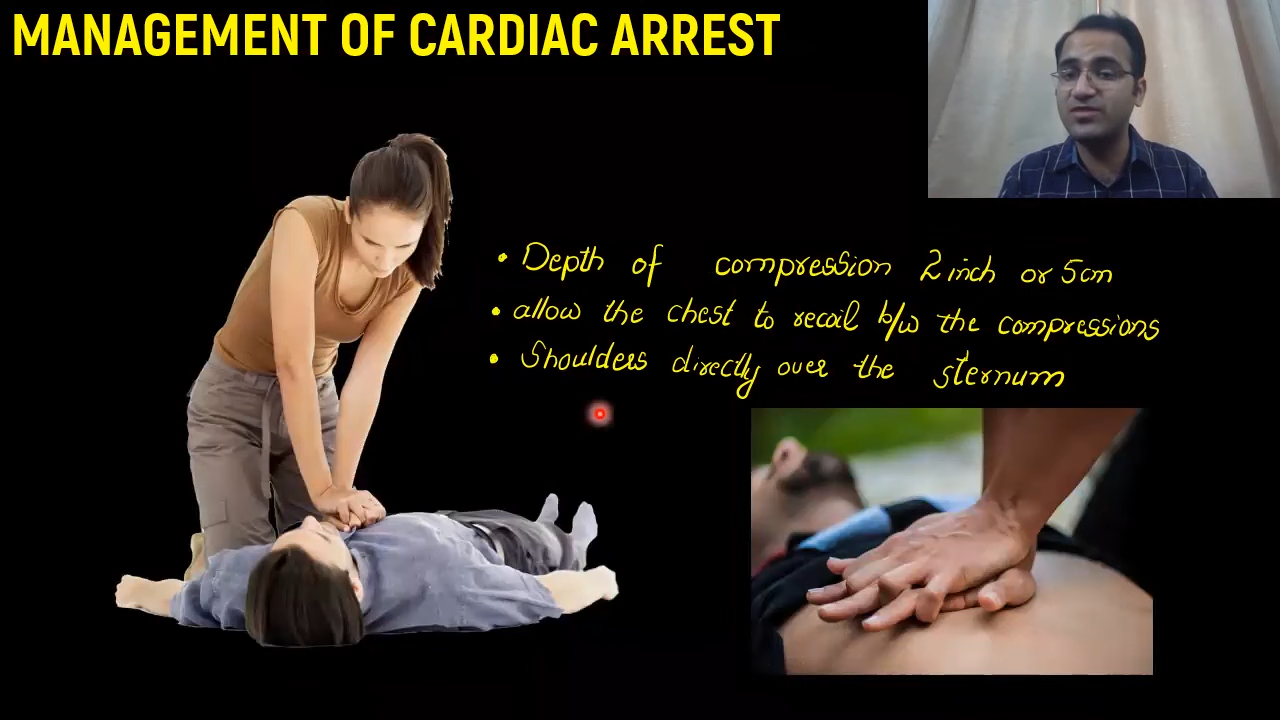 MANAGEMENT OF CARDIAC ARREST
• Depth of compression 2 inch or 5cm
• allow the chest to recoil b/w the compressions
• Shoulders directly over the sternum